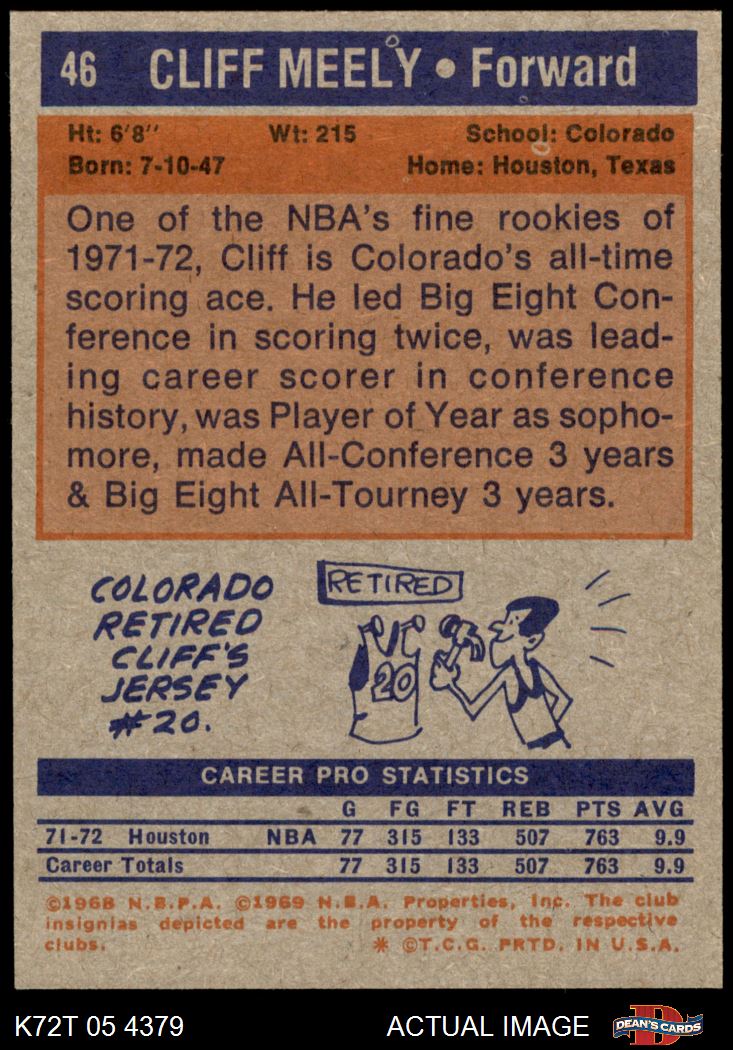 46 CLIFF MEELY • Forward
Ht: 6'8" Wt: 215 School: Colorado
Born: 7-10-47 Home: Houston, Texas
One of the NBA's fine rookies of
1971-72, Cliff is Colorado's all-time
scoring ace. He led Big Eight Con-
ference in scoring twice, was lead-
ing career scorer in conference
history, was Player of Year as sopho-
more, made All-Conference 3 years
& Big Eight All-Tourney 3 years.
COLORADO
RETIRED
CLIFF'S
JERSEY
#20.
RETIRED
20
CAREER PRO STATISTICS
G FG FT REB PTS AVG
71-72 Houston NBA 77 315 133 507 763 9.9
Career Totals 77 315 133 507 763 9.9
©1968 N.B.P.A. ©1969 N.B.A. Properties, Inc. The club
insignias depicted are the property of the respective
clubs. * ©T.C.G. PRTD. IN U.S.A.
K72T 05 4379 ACTUAL IMAGE D DEAN'S CARDS